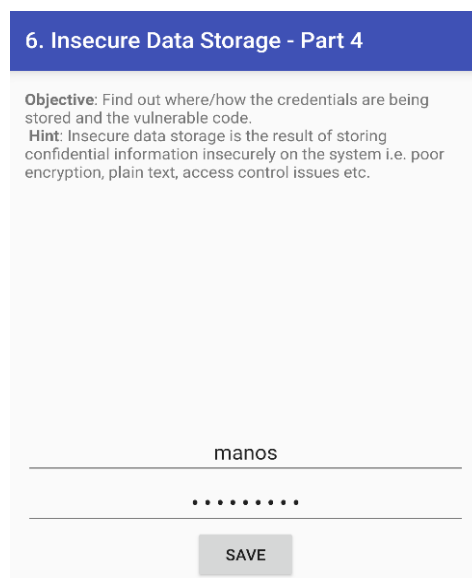 6. Insecure Data Storage - Part 4
Objective: Find out where/how the credentials are being
stored and the vulnerable code.
Hint: Insecure data storage is the result of storing
confidential information insecurely on the system i.e. poor
encryption, plain text, access control issues etc.
manos
•••••••••
SAVE